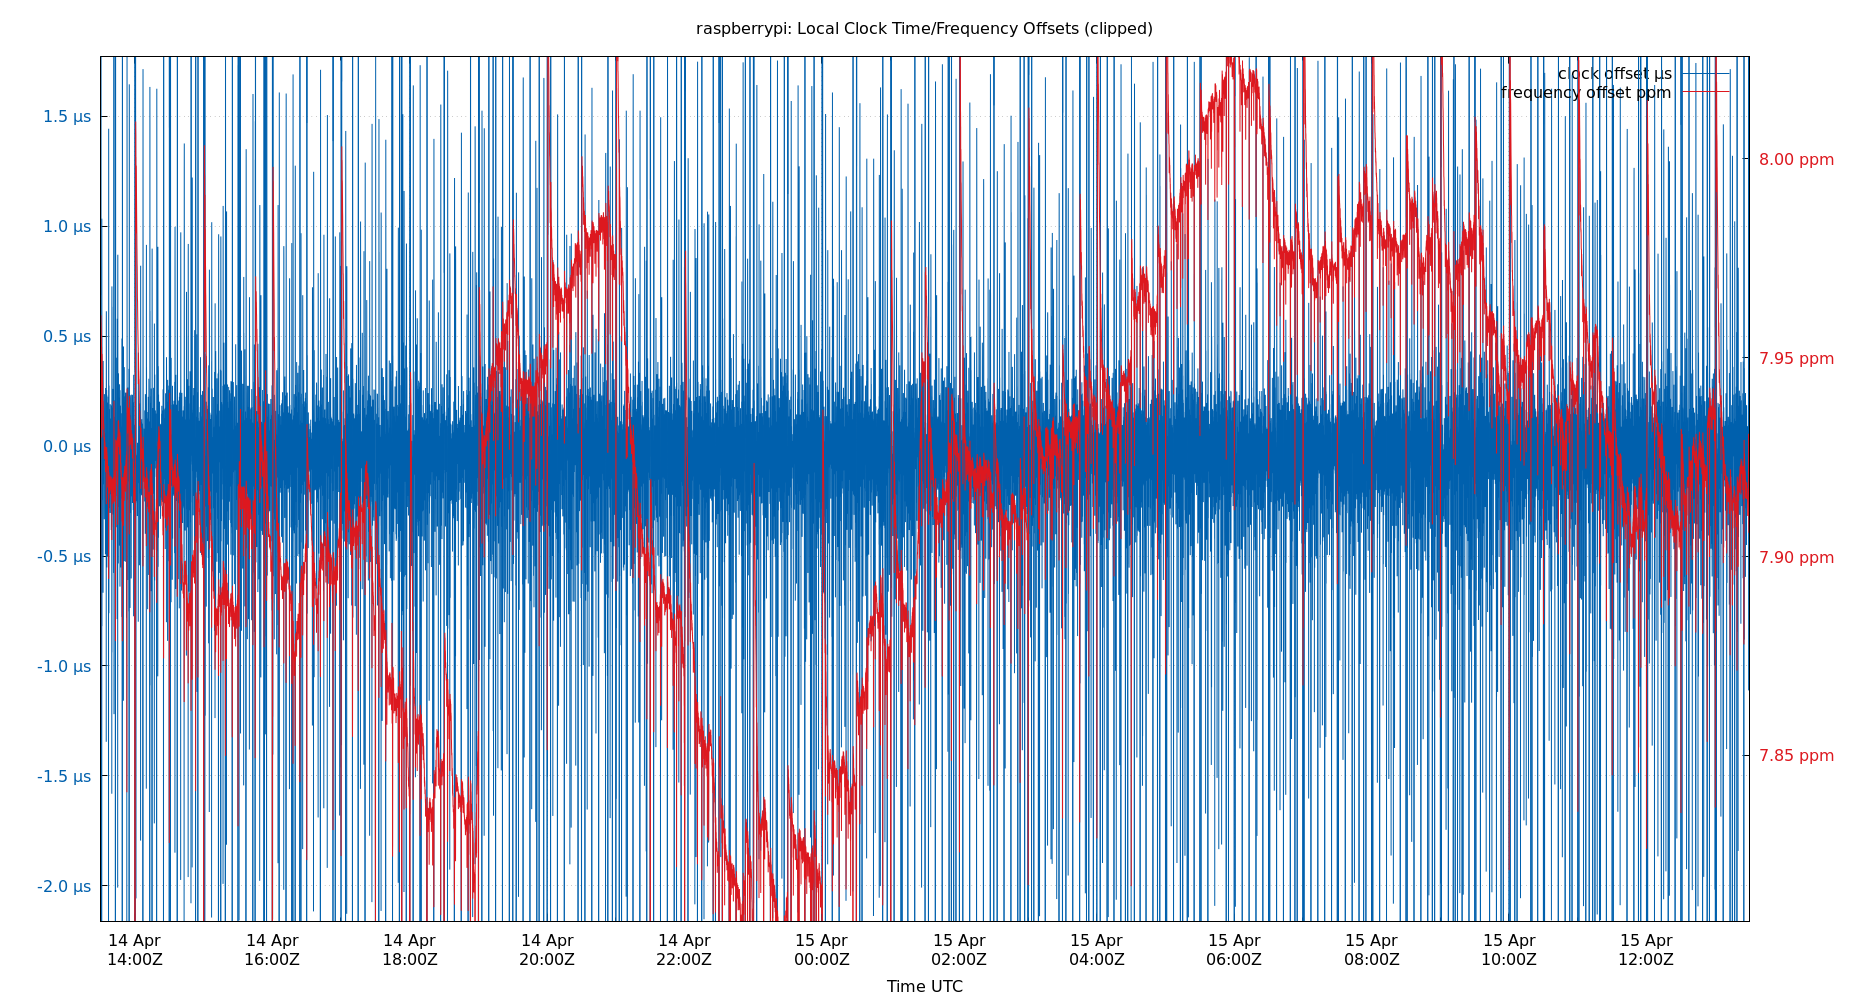 raspberrypi: Local Clock Time/Frequency Offsets (clipped)
clock offset µs
frequency offset ppm
1.5 µs
1.0 µs
0.5 µs
0.0 µs
-0.5 µs
-1.0 µs
-1.5 µs
-2.0 µs
8.00 ppm
7.95 ppm
7.90 ppm
7.85 ppm
14 Apr 14 Apr 14 Apr 14 Apr 14 Apr 15 Apr 15 Apr 15 Apr 15 Apr 15 Apr 15 Apr 15 Apr
14:00Z 16:00Z 18:00Z 20:00Z 22:00Z 00:00Z 02:00Z 04:00Z 06:00Z 08:00Z 10:00Z 12:00Z
Time UTC